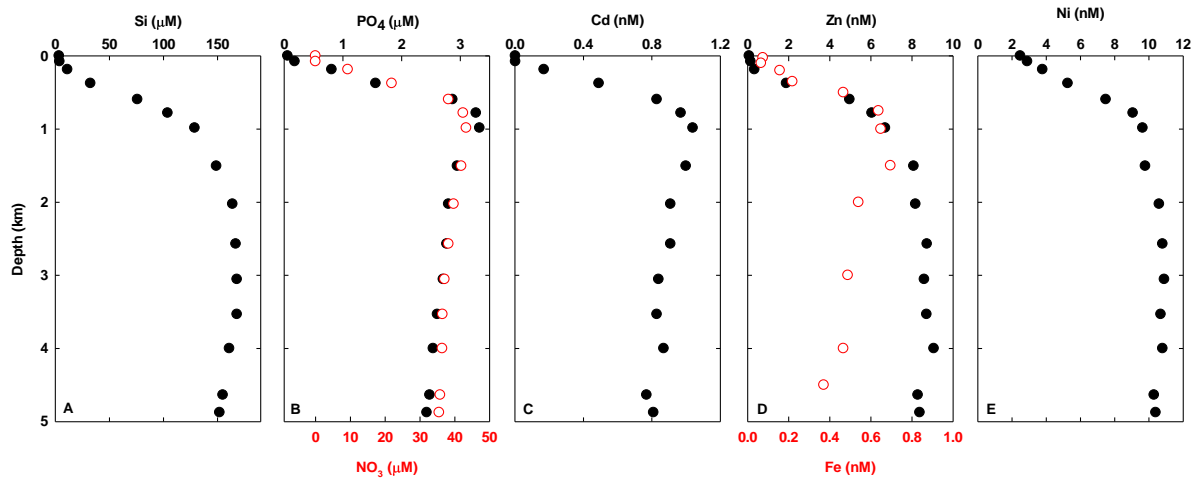 Si (μM)
0 50 100 150
PO4 (μM)
0 1 2 3
Cd (nM)
0.0 0.4 0.8 1.2
Zn (nM)
0 2 4 6 8 10
Ni (nM)
0 2 4 6 8 10 12
Depth (km)
0
1
2
3
4
5
A
B
C
D
E
0 10 20 30 40 50
NO3 (μM)
0.0 0.2 0.4 0.6 0.8 1.0
Fe (nM)